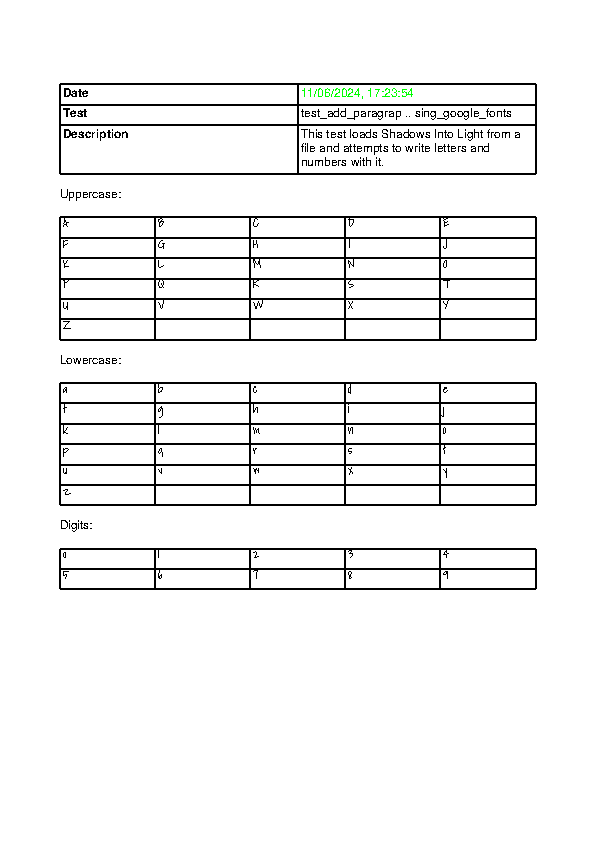 Date 11/06/2024, 17:23:54
Test test_add_paragrap .. sing_google_fonts
Description This test loads Shadows Into Light from a
file and attempts to write letters and
numbers with it.
Uppercase:
A B C D E
F G H I J
K L M N O
P Q R S T
U V W X Y
Z
Lowercase:
a b c d e
f g h i j
k l m n o
p q r s t
u v w x y
z
Digits:
0 1 2 3 4
5 6 7 8 9